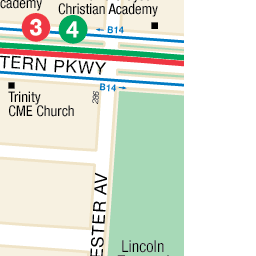 cademy
Christian Academy
3 4 B14
TERN PKWY
Trinity
CME Church
B14
286
ESTER AV
Lincoln